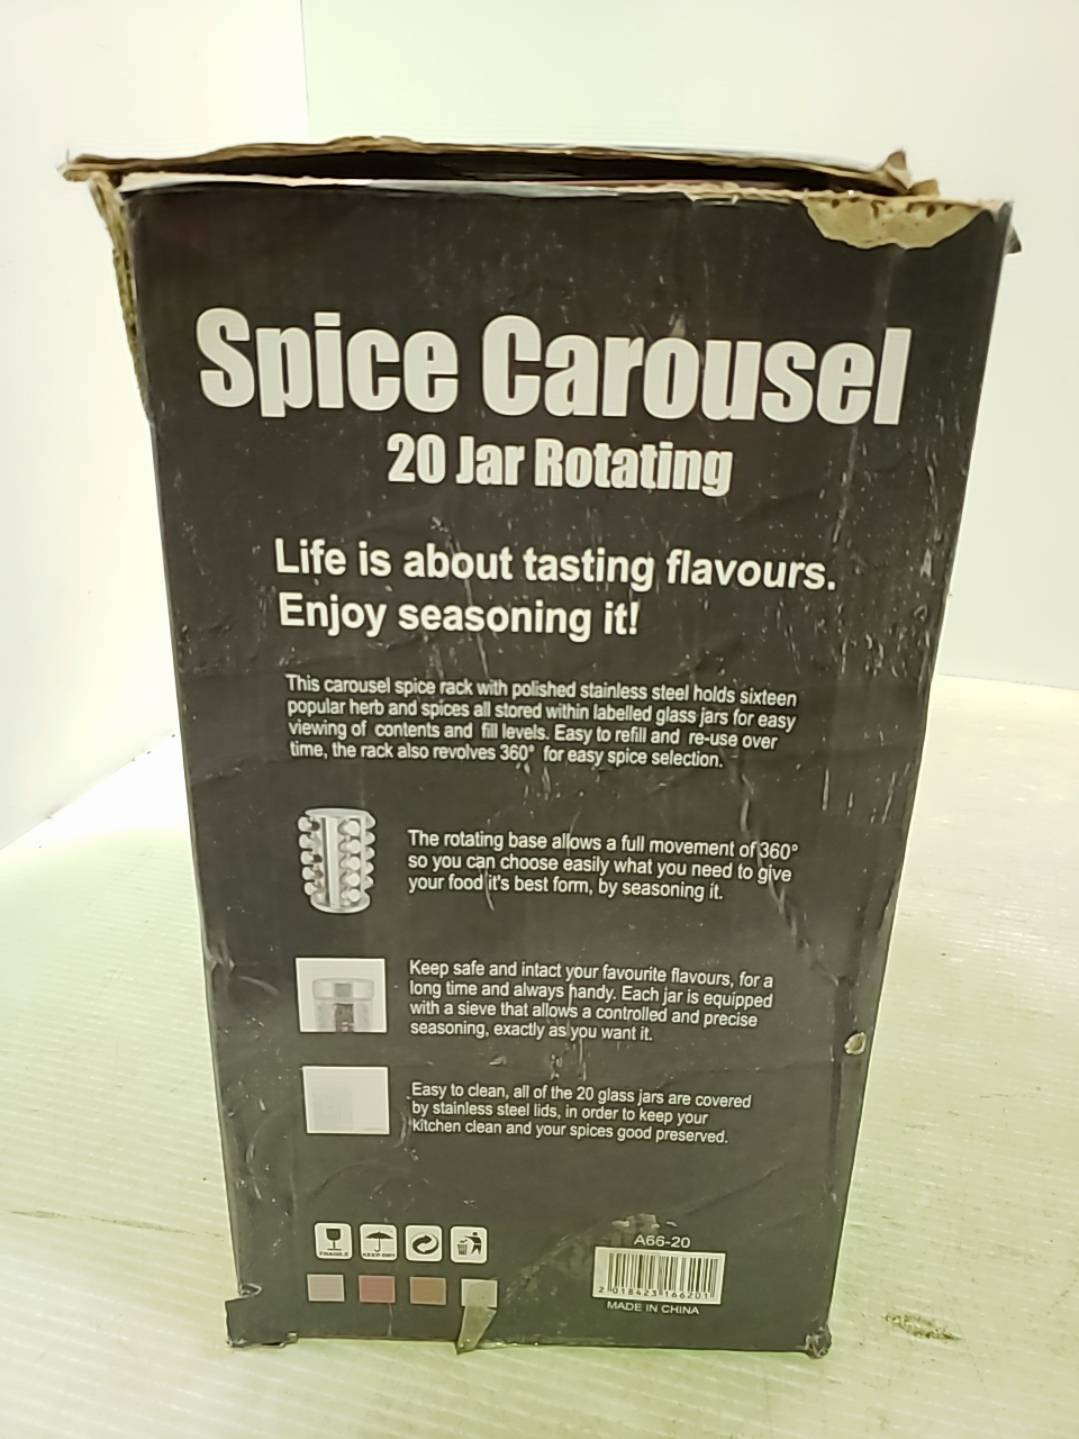 Spice Carousel
20 Jar Rotating
Life is about tasting flavours.
Enjoy seasoning it!
This carousel spice rack with polished stainless steel holds sixteen
popular herb and spices all stored within labelled glass jars for easy
viewing of contents and fill levels. Easy to refill and re-use over
time, the rack also revolves 360° for easy spice selection.
The rotating base allows a full movement of 360°
so you can choose easily what you need to give
your food it's best form, by seasoning it.
Keep safe and intact your favourite flavours, for a
long time and always handy. Each jar is equipped
with a sieve that allows a controlled and precise
seasoning, exactly as you want it.
Easy to clean, all of the 20 glass jars are covered
by stainless steel lids, in order to keep your
kitchen clean and your spices good preserved.
FRAGILE KEEP DRY
A66-20
2 018423 166201
MADE IN CHINA